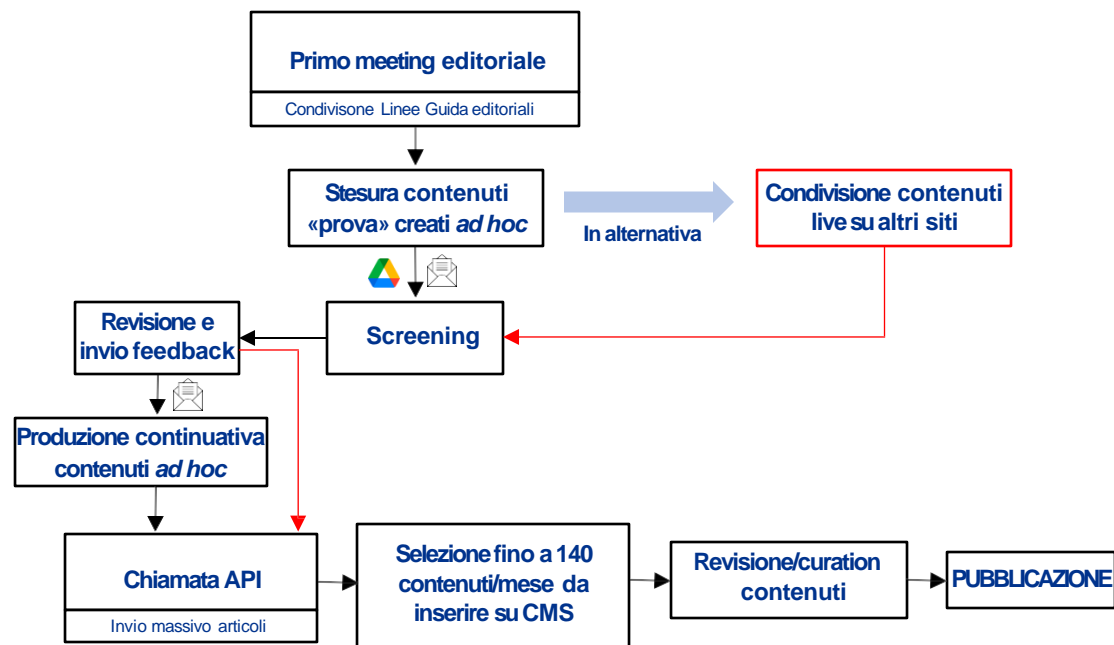 Primo meeting editoriale
Condivisone Linee Guida editoriali
Stesura contenuti
«prova» creati ad hoc
In alternativa
Condivisione contenuti
live su altri siti
Screening
Revisione e
invio feedback
Produzione continuativa
contenuti ad hoc
Chiamata API
Invio massivo articoli
Selezione fino a 140
contenuti/mese da
inserire su CMS
Revisione/curation
contenuti
PUBBLICAZIONE